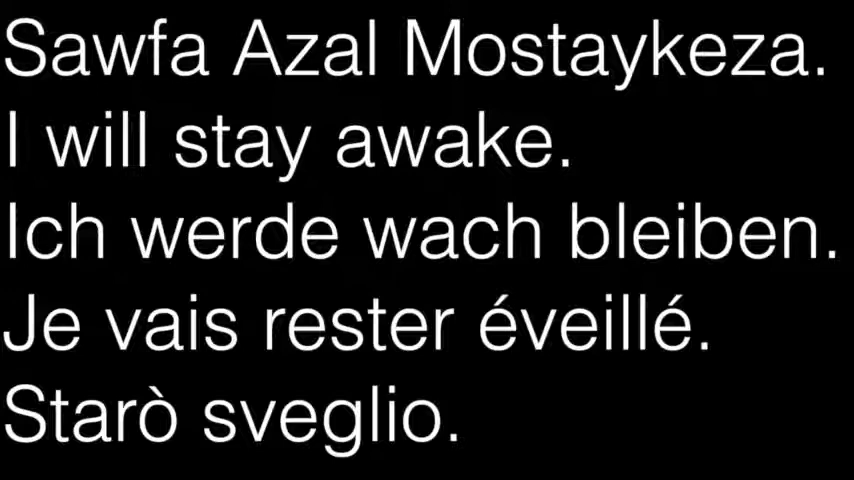 Sawfa Azal Mostaykeza.
I will stay awake.
Ich werde wach bleiben.
Je vais rester éveillé.
Starò sveglio.